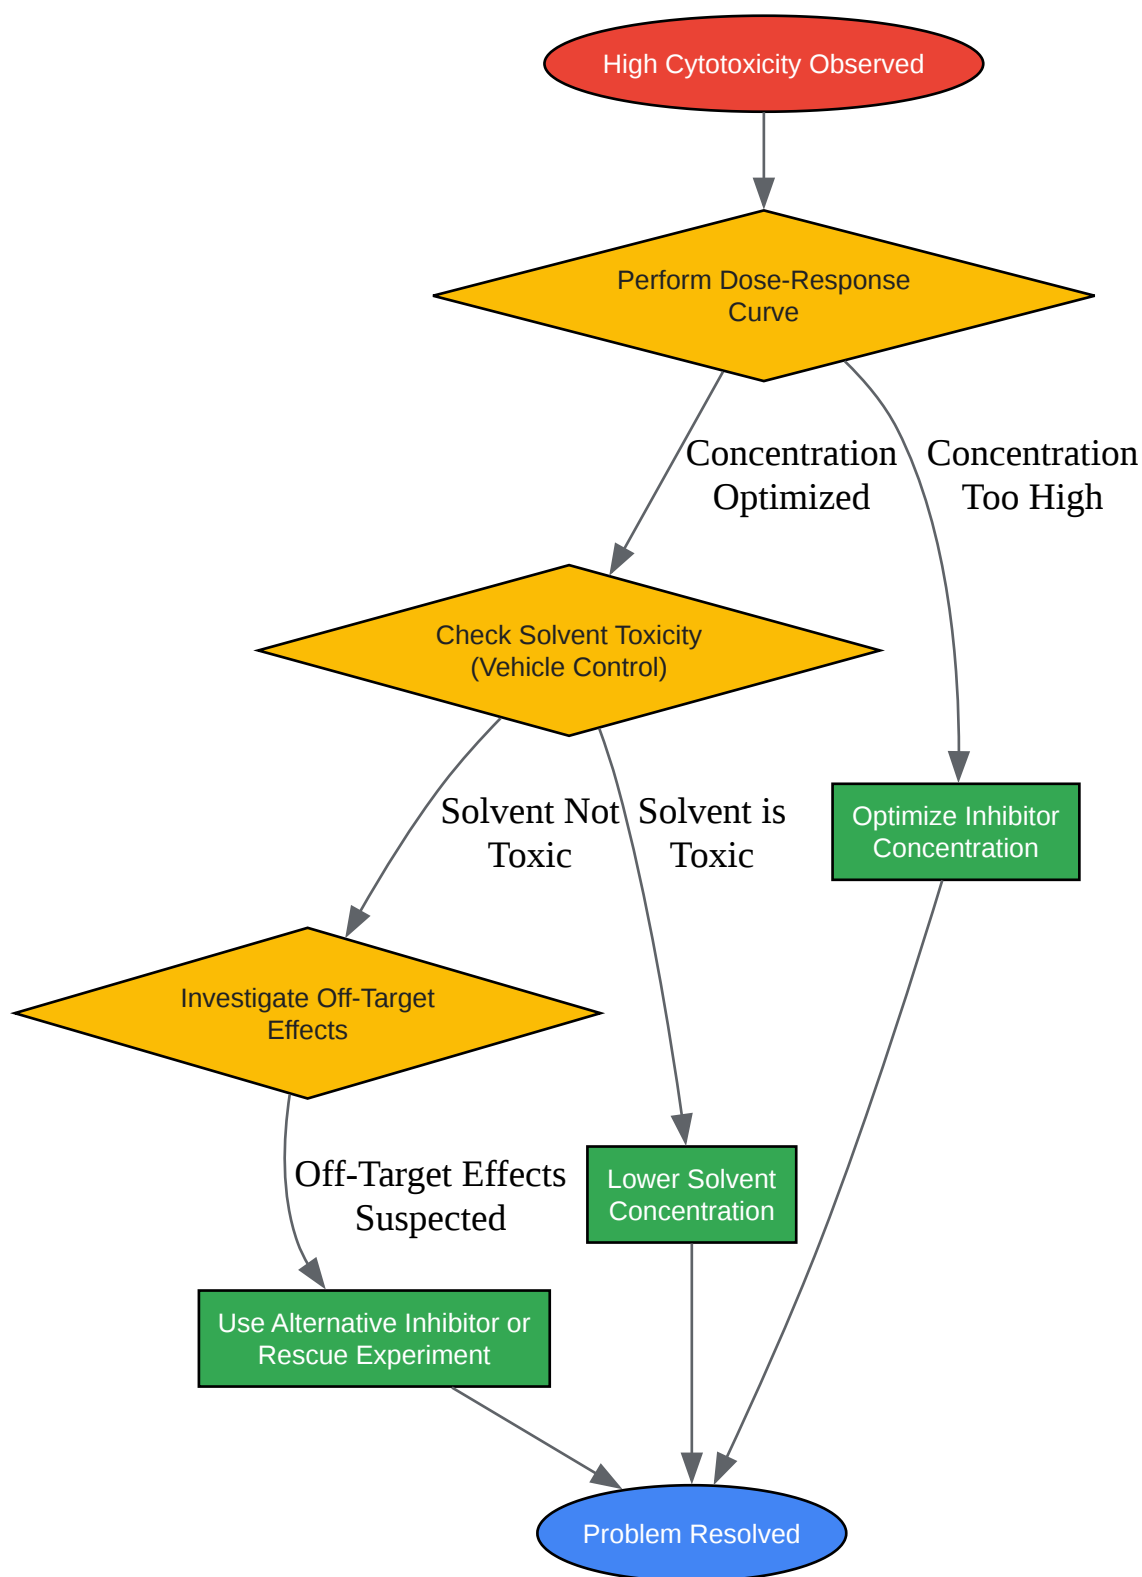 High Cytotoxicity Observed
Perform Dose-Response
Curve
Concentration
Optimized
Concentration
Too High
Check Solvent Toxicity
(Vehicle Control)
Solvent Not
Toxic
Solvent is
Toxic
Optimize Inhibitor
Concentration
Investigate Off-Target
Effects
Off-Target Effects
Suspected
Lower Solvent
Concentration
Use Alternative Inhibitor or
Rescue Experiment
Problem Resolved